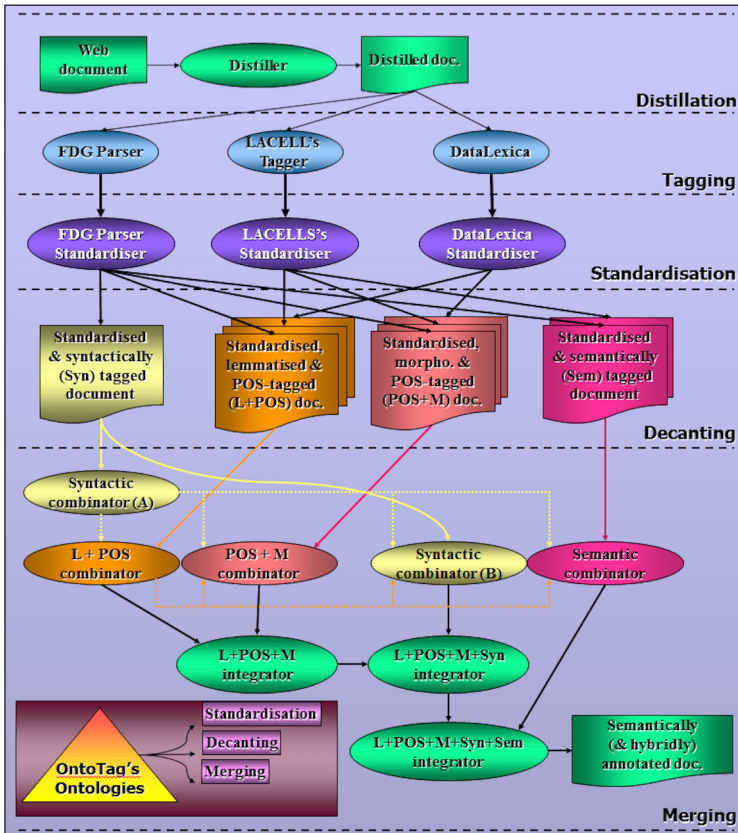 Web
document
Distiller
Distilled doc.
Distillation
FDG Parser
LACELL's
Tagger
DataLexica
Tagging
FDG Parser
Standardiser
LACELLS's
Standardiser
DataLexica
Standardiser
Standardisation
Standardised
& syntactically
(Syn) tagged
document
Standardised,
lemmatised &
POS-tagged
(L+POS) doc.
Standardised,
morpho. &
POS-tagged
(POS+M) doc.
Standardised
& semantically
(Sem) tagged
document
Decanting
Syntactic
combinator (A)
L + POS
combinator
POS + M
combinator
Syntactic
combinator (B)
Semantic
combinator
L+POS+M
integrator
L+POS+M+Syn
integrator
L+POS+M+Syn+Sem
integrator
Semantically
(& hybridly)
annotated doc.
OntoTag's
Ontologies
Standardisation
Decanting
Merging
Merging